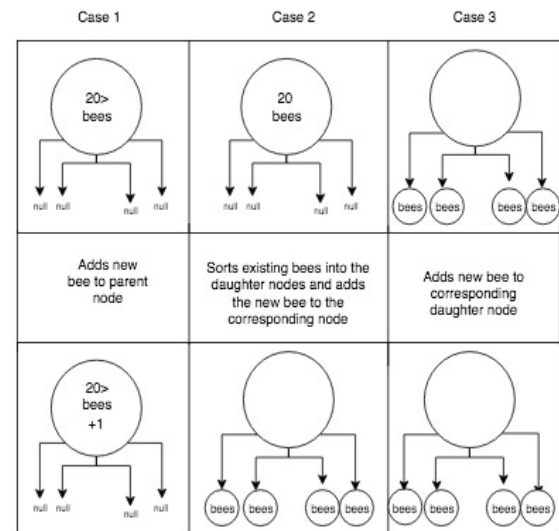 Case 1
Case 2
Case 3
20>
bees
null
null
null
null
20
bees
null
null
null
null
bees
bees
bees
bees
Adds new
bee to parent
node
Sorts existing bees into the
daughter nodes and adds
the new bee to the
corresponding node
Adds new bee to
corresponding
daughter node
20>
bees
+1
null
null
null
null
bees
bees
bees
bees
bees
bees
bees
bees